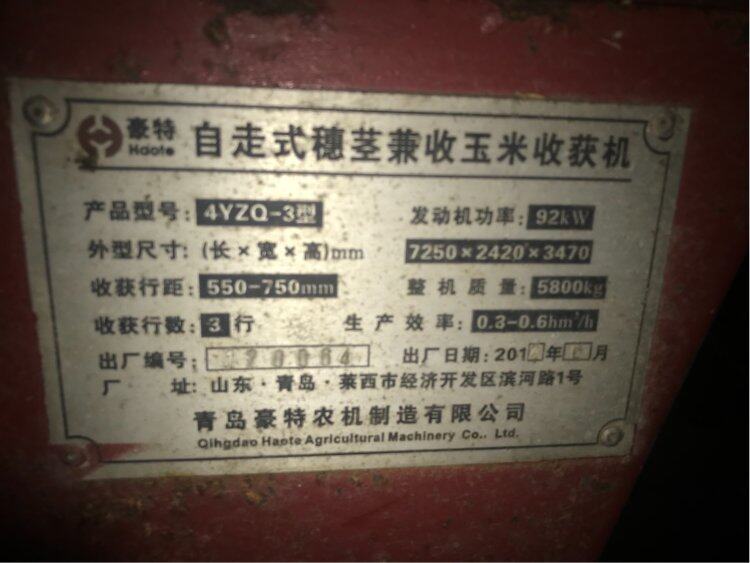 豪特 自走式穗茎兼收玉米收获机
Haote
产品型号: 4YZQ-3型 发动机功率: 92kW
外型尺寸: (长×宽×高)mm 7250×2420×3470
收获行距: 550-750mm 整机质量: 5800kg
收获行数: 3 行 生产效率: 0.3-0.6hm²/h
出厂编号: 120064 出厂日期: 201 年 月
厂 址: 山东·青岛·莱西市经济开发区滨河路1号
青岛豪特农机制造有限公司
Qingdao Haote Agricultural Machinery Co., Ltd.